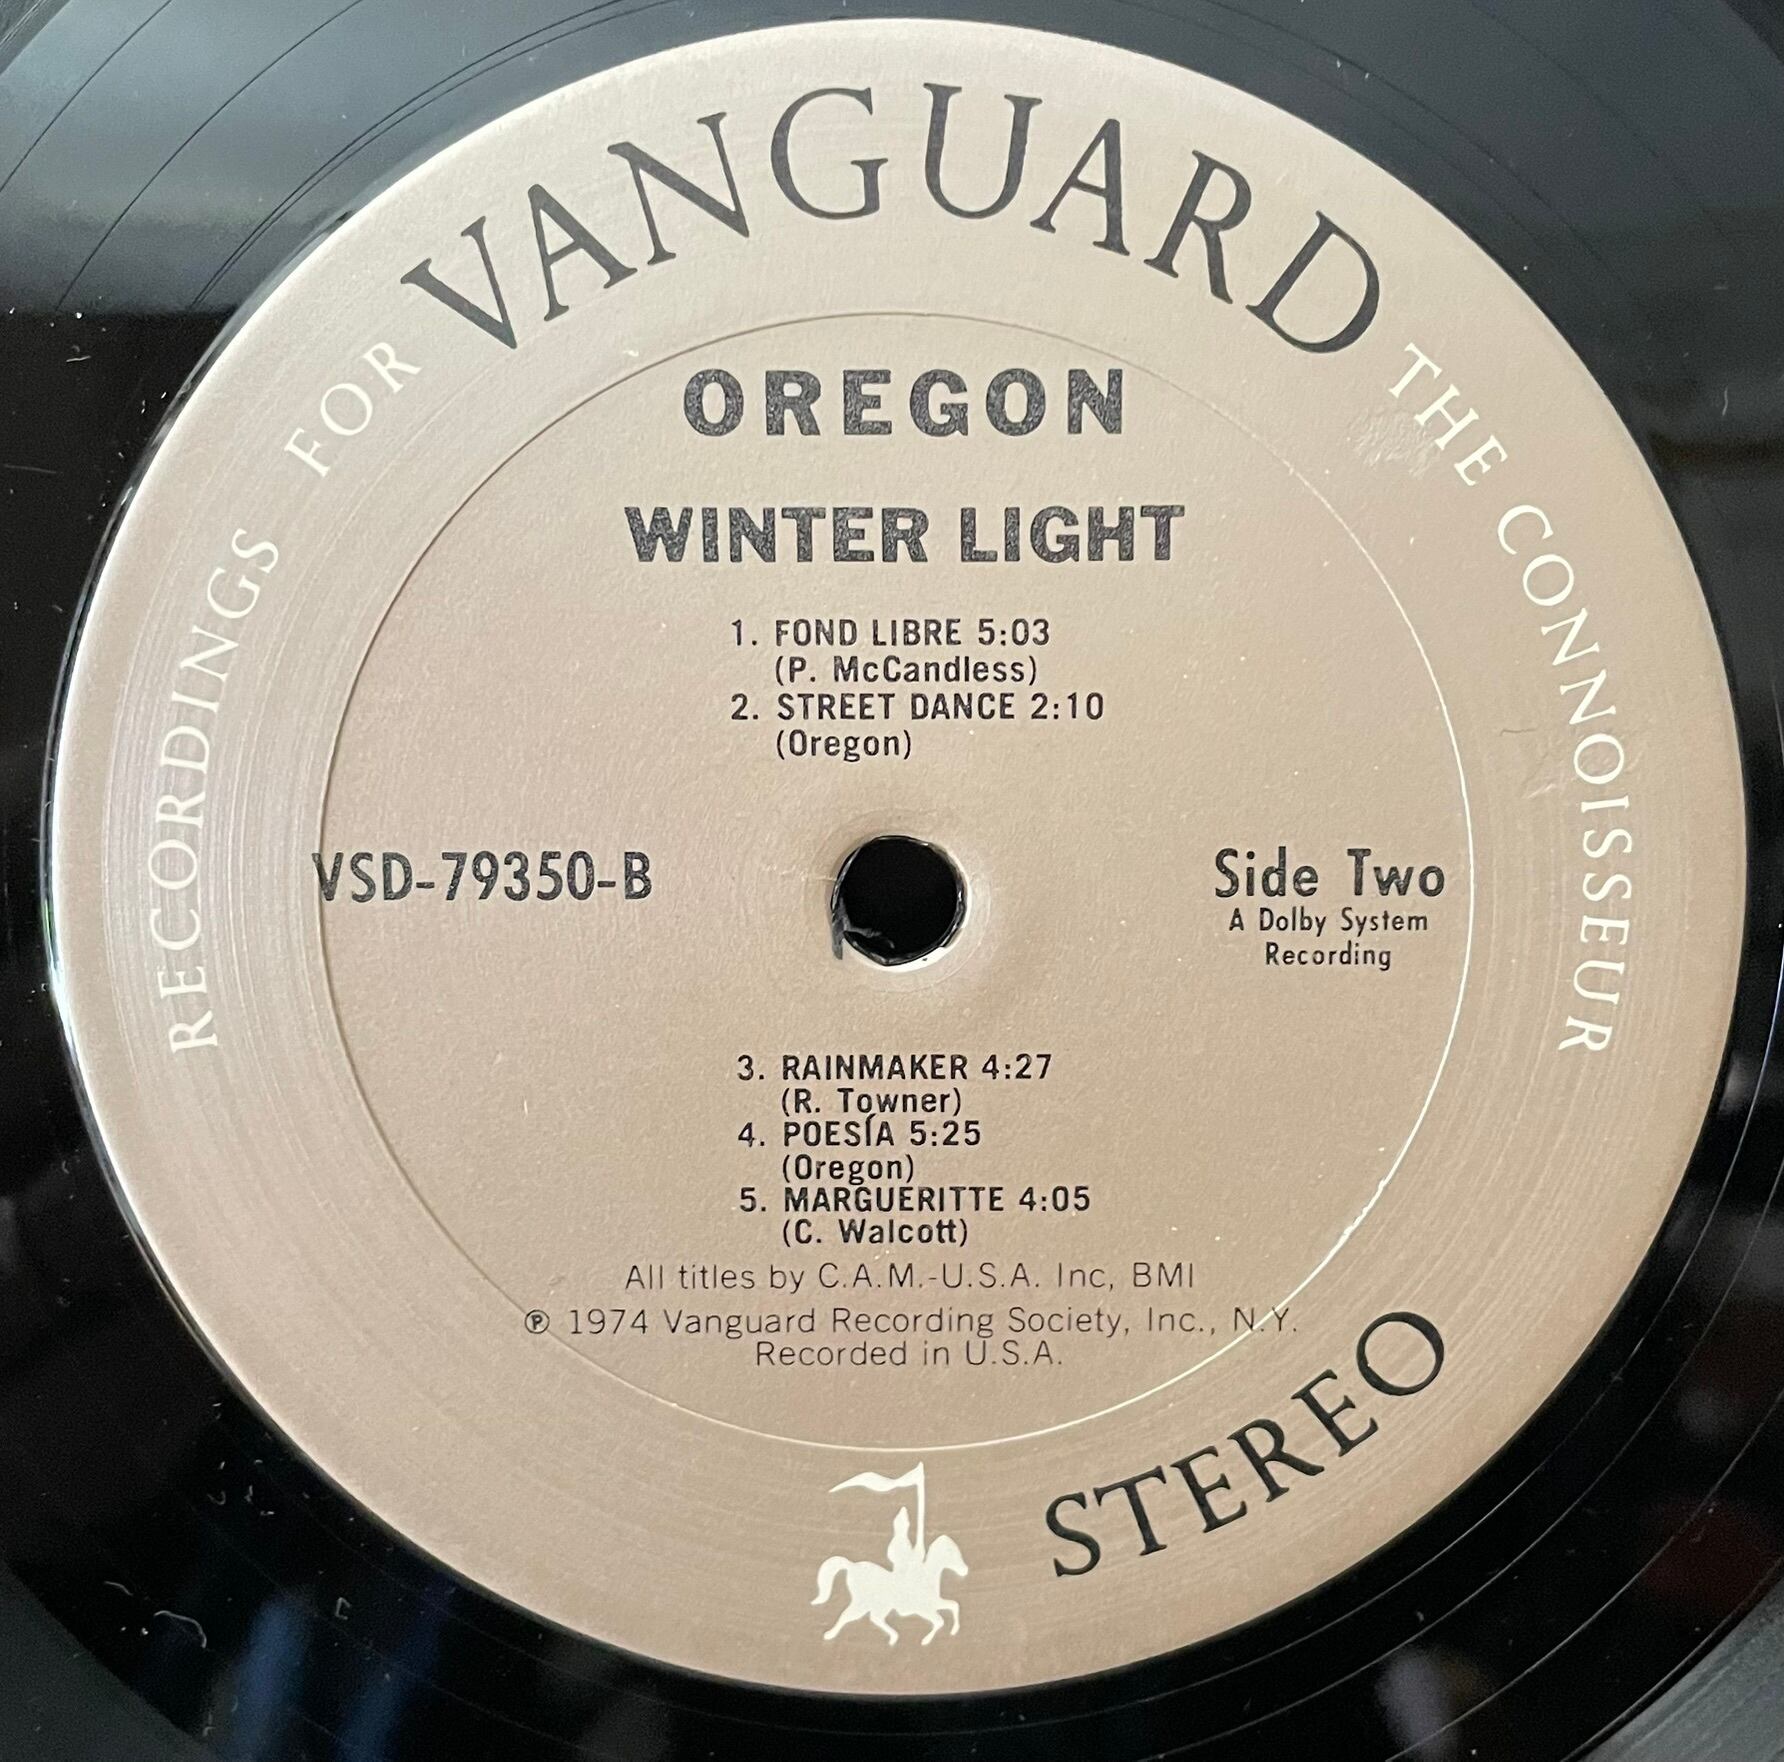 RECORDINGS FOR VANGUARD THE CONNOISSEUR
OREGON
WINTER LIGHT
1. FOND LIBRE 5:03
(P. McCandless)
2. STREET DANCE 2:10
(Oregon)
VSD-79350-B
Side Two
A Dolby System
Recording
3. RAINMAKER 4:27
(R. Towner)
4. POESÍA 5:25
(Oregon)
5. MARGUERITTE 4:05
(C. Walcott)
All titles by C.A.M.-U.S.A. Inc, BMI
℗ 1974 Vanguard Recording Society, Inc., N.Y.
Recorded in U.S.A.
STEREO